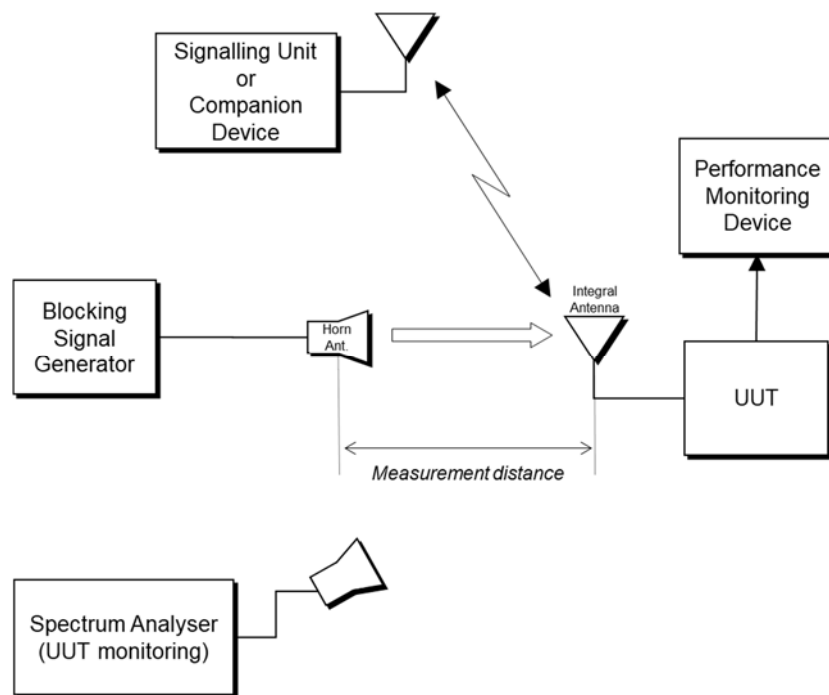 Signalling Unit
or
Companion
Device
Performance
Monitoring
Device
Integral
Antenna
Blocking
Signal
Generator
Horn
Ant.
UUT
Measurement distance
Spectrum Analyser
(UUT monitoring)